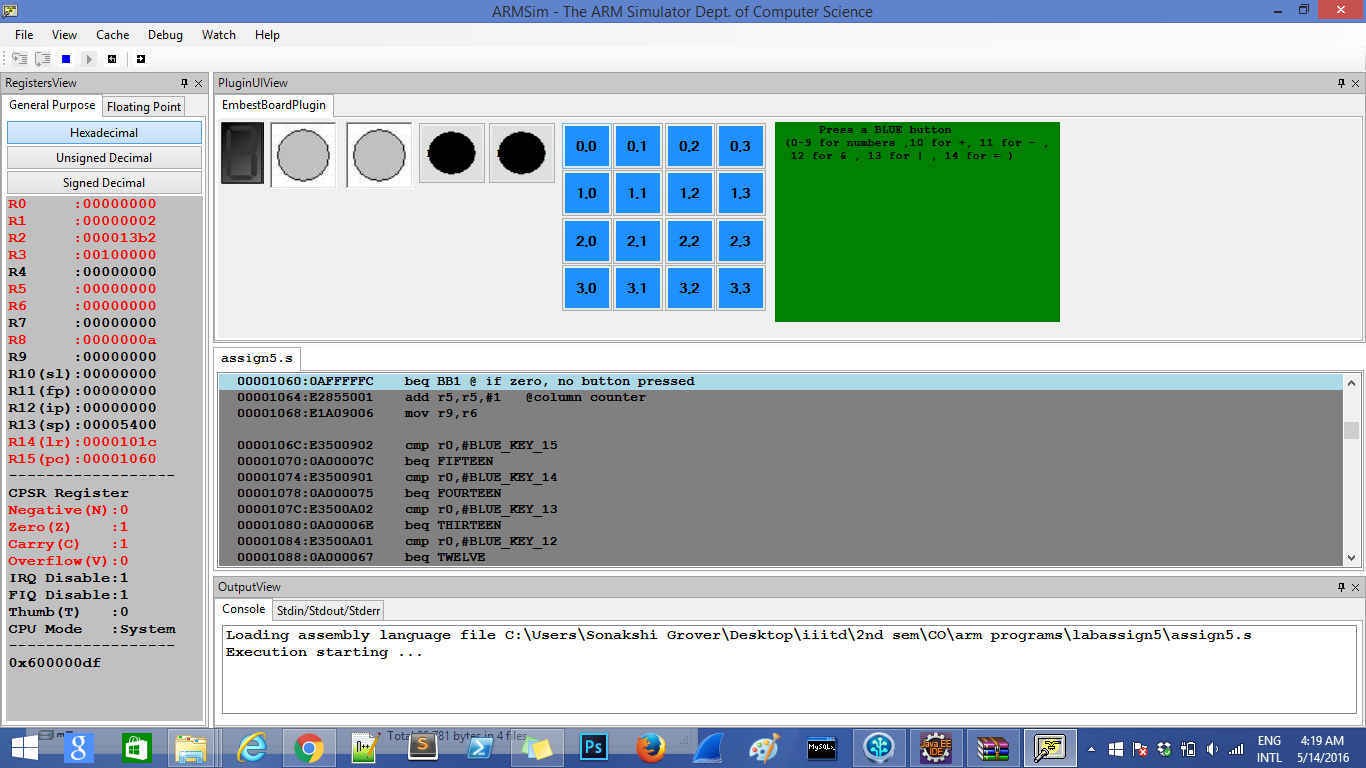 ARMSim - The ARM Simulator Dept. of Computer Science
File View Cache Debug Watch Help
RegistersView
General Purpose Floating Point
Hexadecimal
Unsigned Decimal
Signed Decimal
R0 :00000000
R1 :00000002
R2 :000013b2
R3 :00100000
R4 :00000000
R5 :00000000
R6 :00000000
R7 :00000000
R8 :0000000a
R9 :00000000
R10(sl):00000000
R11(fp):00000000
R12(ip):00000000
R13(sp):00005400
R14(lr):0000101c
R15(pc):00001060
------------------
CPSR Register
Negative(N):0
Zero(Z) :1
Carry(C) :1
Overflow(V):0
IRQ Disable:1
FIQ Disable:1
Thumb(T) :0
CPU Mode :System
------------------
0x600000df
PluginUIView
EmbestBoardPlugin
0.0 0.1 0.2 0.3
1.0 1.1 1.2 1.3
2.0 2.1 2.2 2.3
3.0 3.1 3.2 3.3
Press a BLUE button
(0-9 for numbers ,10 for +, 11 for - ,
12 for & , 13 for | , 14 for = )
assign5.s
00001060:0AFFFFFC beq BB1 @ if zero, no button pressed
00001064:E2855001 add r5,r5,#1 @column counter
00001068:E1A09006 mov r9,r6
0000106C:E3500902 cmp r0,#BLUE_KEY_15
00001070:0A00007C beq FIFTEEN
00001074:E3500901 cmp r0,#BLUE_KEY_14
00001078:0A000075 beq FOURTEEN
0000107C:E3500A02 cmp r0,#BLUE_KEY_13
00001080:0A00006E beq THIRTEEN
00001084:E3500A01 cmp r0,#BLUE_KEY_12
00001088:0A000067 beq TWELVE
OutputView
Console Stdin/Stdout/Stderr
Loading assembly language file C:\Users\Sonakshi Grover\Desktop\iiitd\2nd sem\CO\arm programs\labassign5\assign5.s
Execution starting ...
bytes in 4 files
Ps
MySQL
Java EE
IDE
ENG
INTL
4:19 AM
5/14/2016